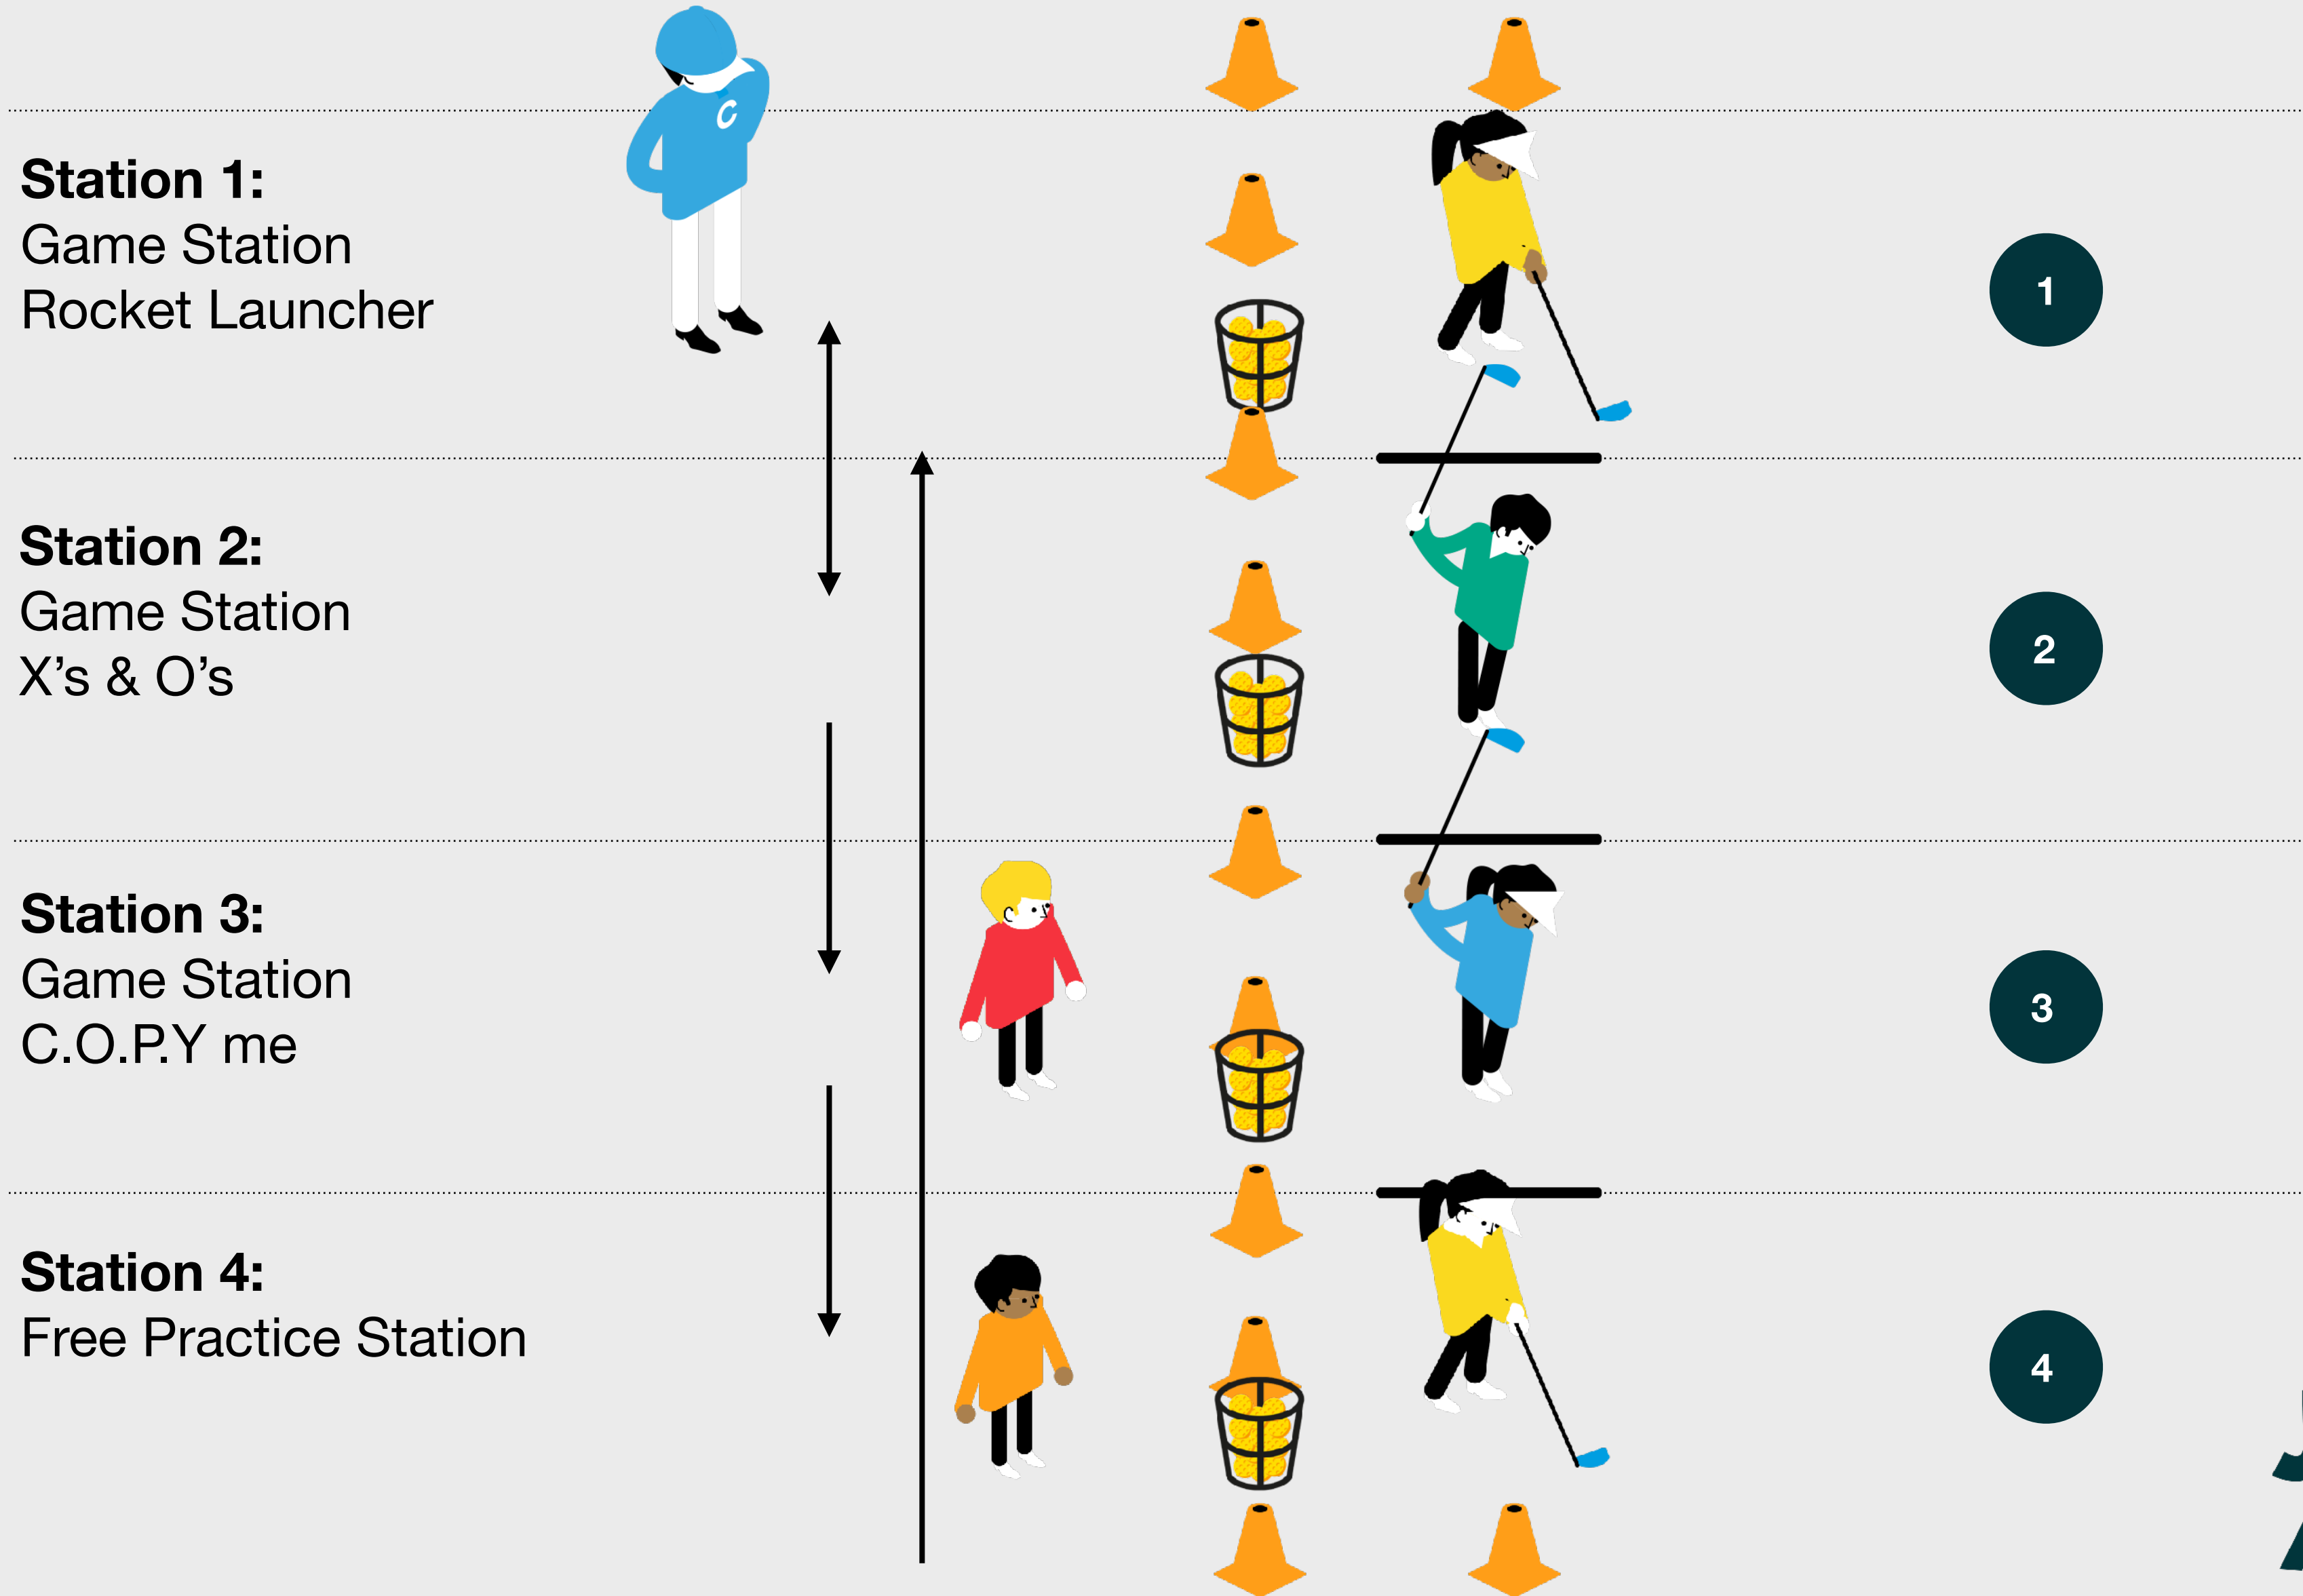 Station 1:
Game Station
Rocket Launcher
1
Station 2:
Game Station
X's & O's
2
Station 3:
Game Station
C.O.P.Y me
3
Station 4:
Free Practice Station
4
C